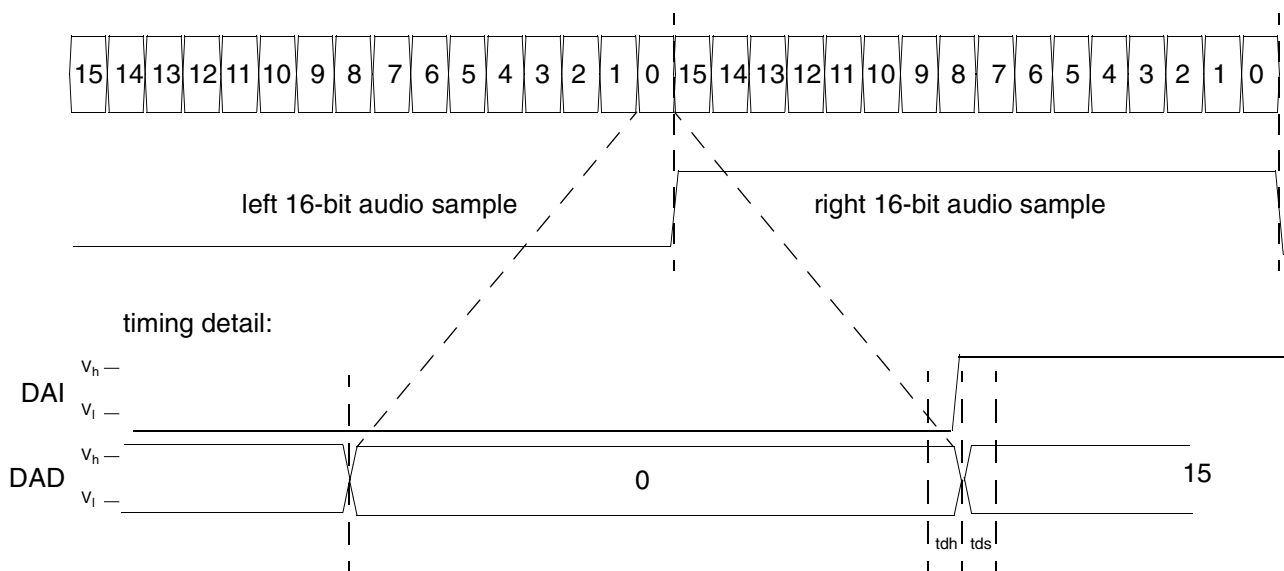 15 14 13 12 11 10 9 8 7 6 5 4 3 2 1 0 15 14 13 12 11 10 9 8 7 6 5 4 3 2 1 0
left 16-bit audio sample right 16-bit audio sample
timing detail:
Vh
DAI
Vl
Vh
DAD 0 15
Vl
tdh tds